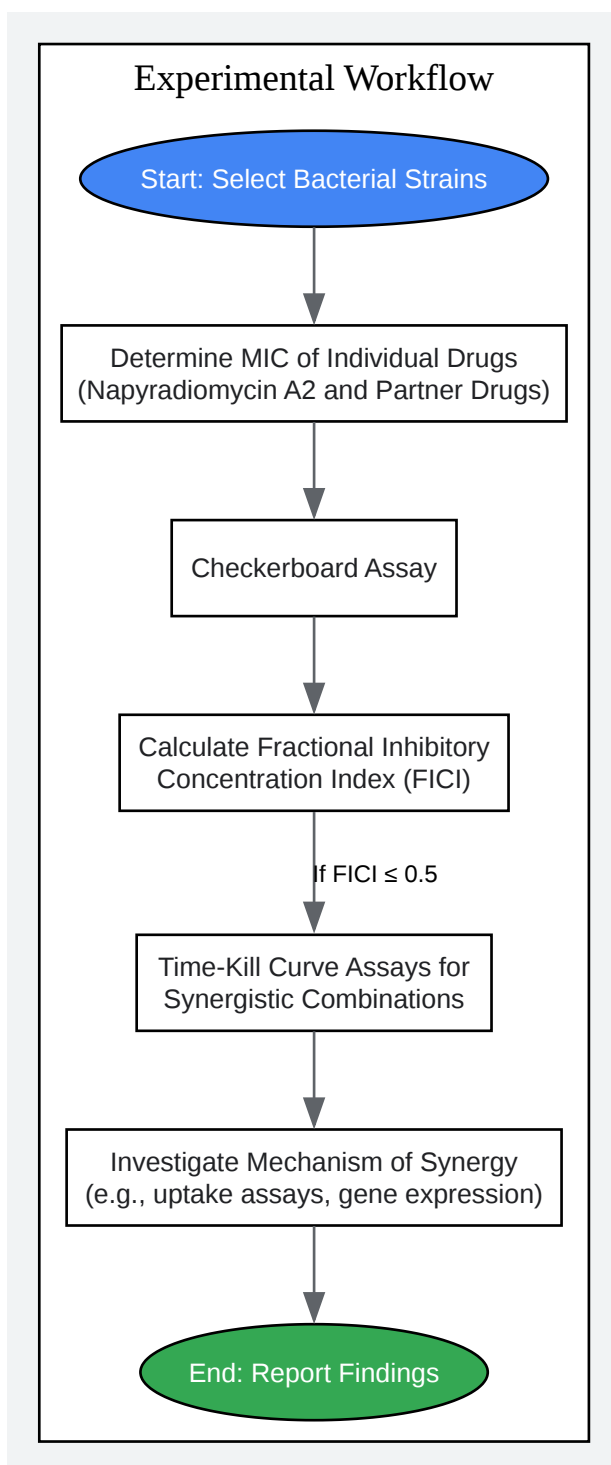 Experimental Workflow
Start: Select Bacterial Strains
Determine MIC of Individual Drugs
(Napyradiomycin A2 and Partner Drugs)
Checkerboard Assay
Calculate Fractional Inhibitory
Concentration Index (FICI)
If FICI ≤ 0.5
Time-Kill Curve Assays for
Synergistic Combinations
Investigate Mechanism of Synergy
(e.g., uptake assays, gene expression)
End: Report Findings